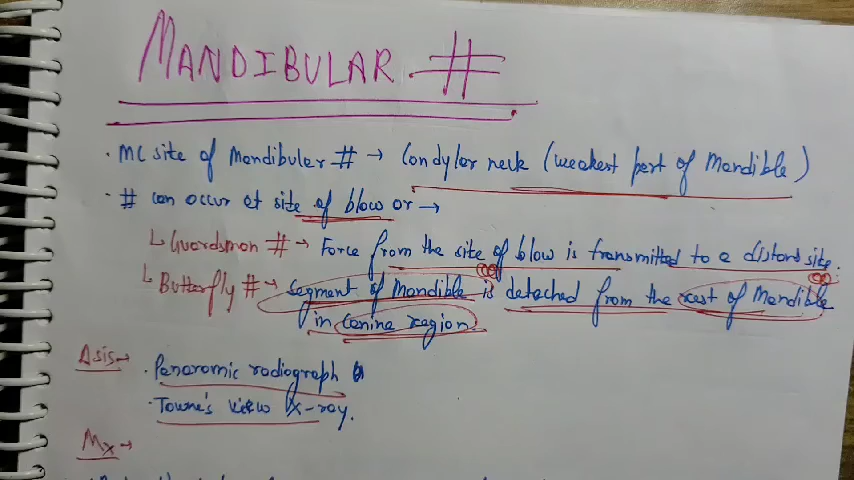 MANDIBULAR #
· MC site of Mandibular # → Condylar neck (weakest part of Mandible)
· # can occur at site of blow or →
↳ Guardsman # → Force from the site of blow is transmitted to a distant site.
↳ Butterfly # → segment of Mandible is detached from the rest of Mandible
in canine region
Δsis →
· Panaromic radiograph
· Towne's view X-ray.
Mx →